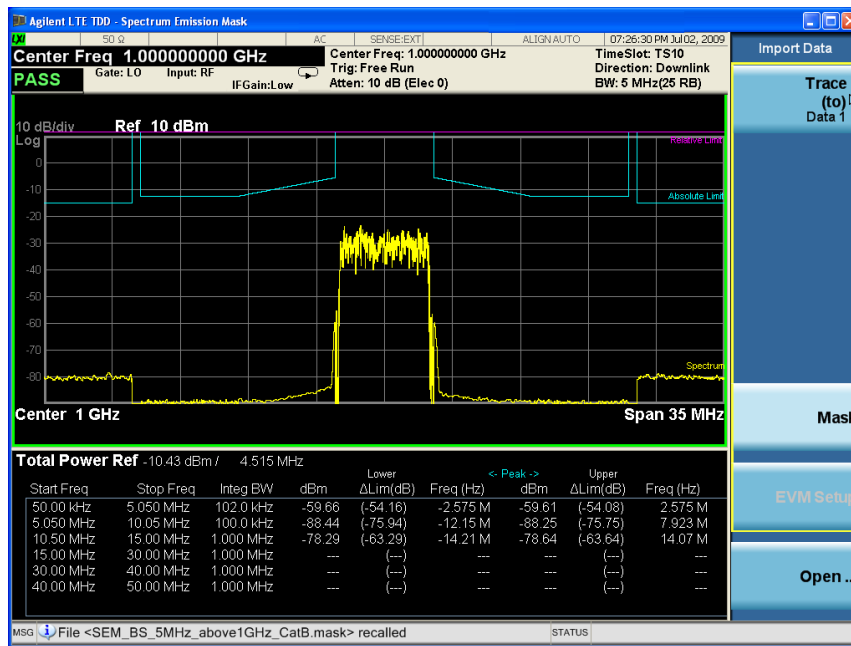 Agilent LTE TDD - Spectrum Emission Mask
LXI 50 Ω AC SENSE:EXT ALIGN AUTO 07:26:30 PM Jul 02, 2009
Center Freq 1.000000000 GHz
Center Freq: 1.000000000 GHz
TimeSlot: TS10
PASS
Gate: LO Input: RF
Trig: Free Run
Direction: Downlink
IFGain:Low
Atten: 10 dB (Elec 0)
BW: 5 MHz(25 RB)
Import Data
Trace
(to)
Data 1
10 dB/div Ref 10 dBm
Log
Relative Limit
0
-10
Absolute Limit
-20
-30
-40
-50
-60
-70
Spectrum
-80
Center 1 GHz Span 35 MHz
Mask
EVM Setup
Open ..
Total Power Ref -10.43 dBm / 4.515 MHz
Lower <- Peak -> Upper
Start Freq Stop Freq Integ BW dBm ΔLim(dB) Freq (Hz) dBm ΔLim(dB) Freq (Hz)
50.00 kHz 5.050 MHz 102.0 kHz -59.66 (-54.16) -2.575 M -59.61 (-54.08) 2.575 M
5.050 MHz 10.05 MHz 100.0 kHz -88.44 (-75.94) -12.15 M -88.25 (-75.75) 7.923 M
10.50 MHz 15.00 MHz 1.000 MHz -78.29 (-63.29) -14.21 M -78.64 (-63.64) 14.07 M
15.00 MHz 30.00 MHz 1.000 MHz --- (---) --- --- (---) ---
30.00 MHz 40.00 MHz 1.000 MHz --- (---) --- --- (---) ---
40.00 MHz 50.00 MHz 1.000 MHz --- (---) --- --- (---) ---
MSG File <SEM_BS_5MHz_above1GHz_CatB.mask> recalled STATUS